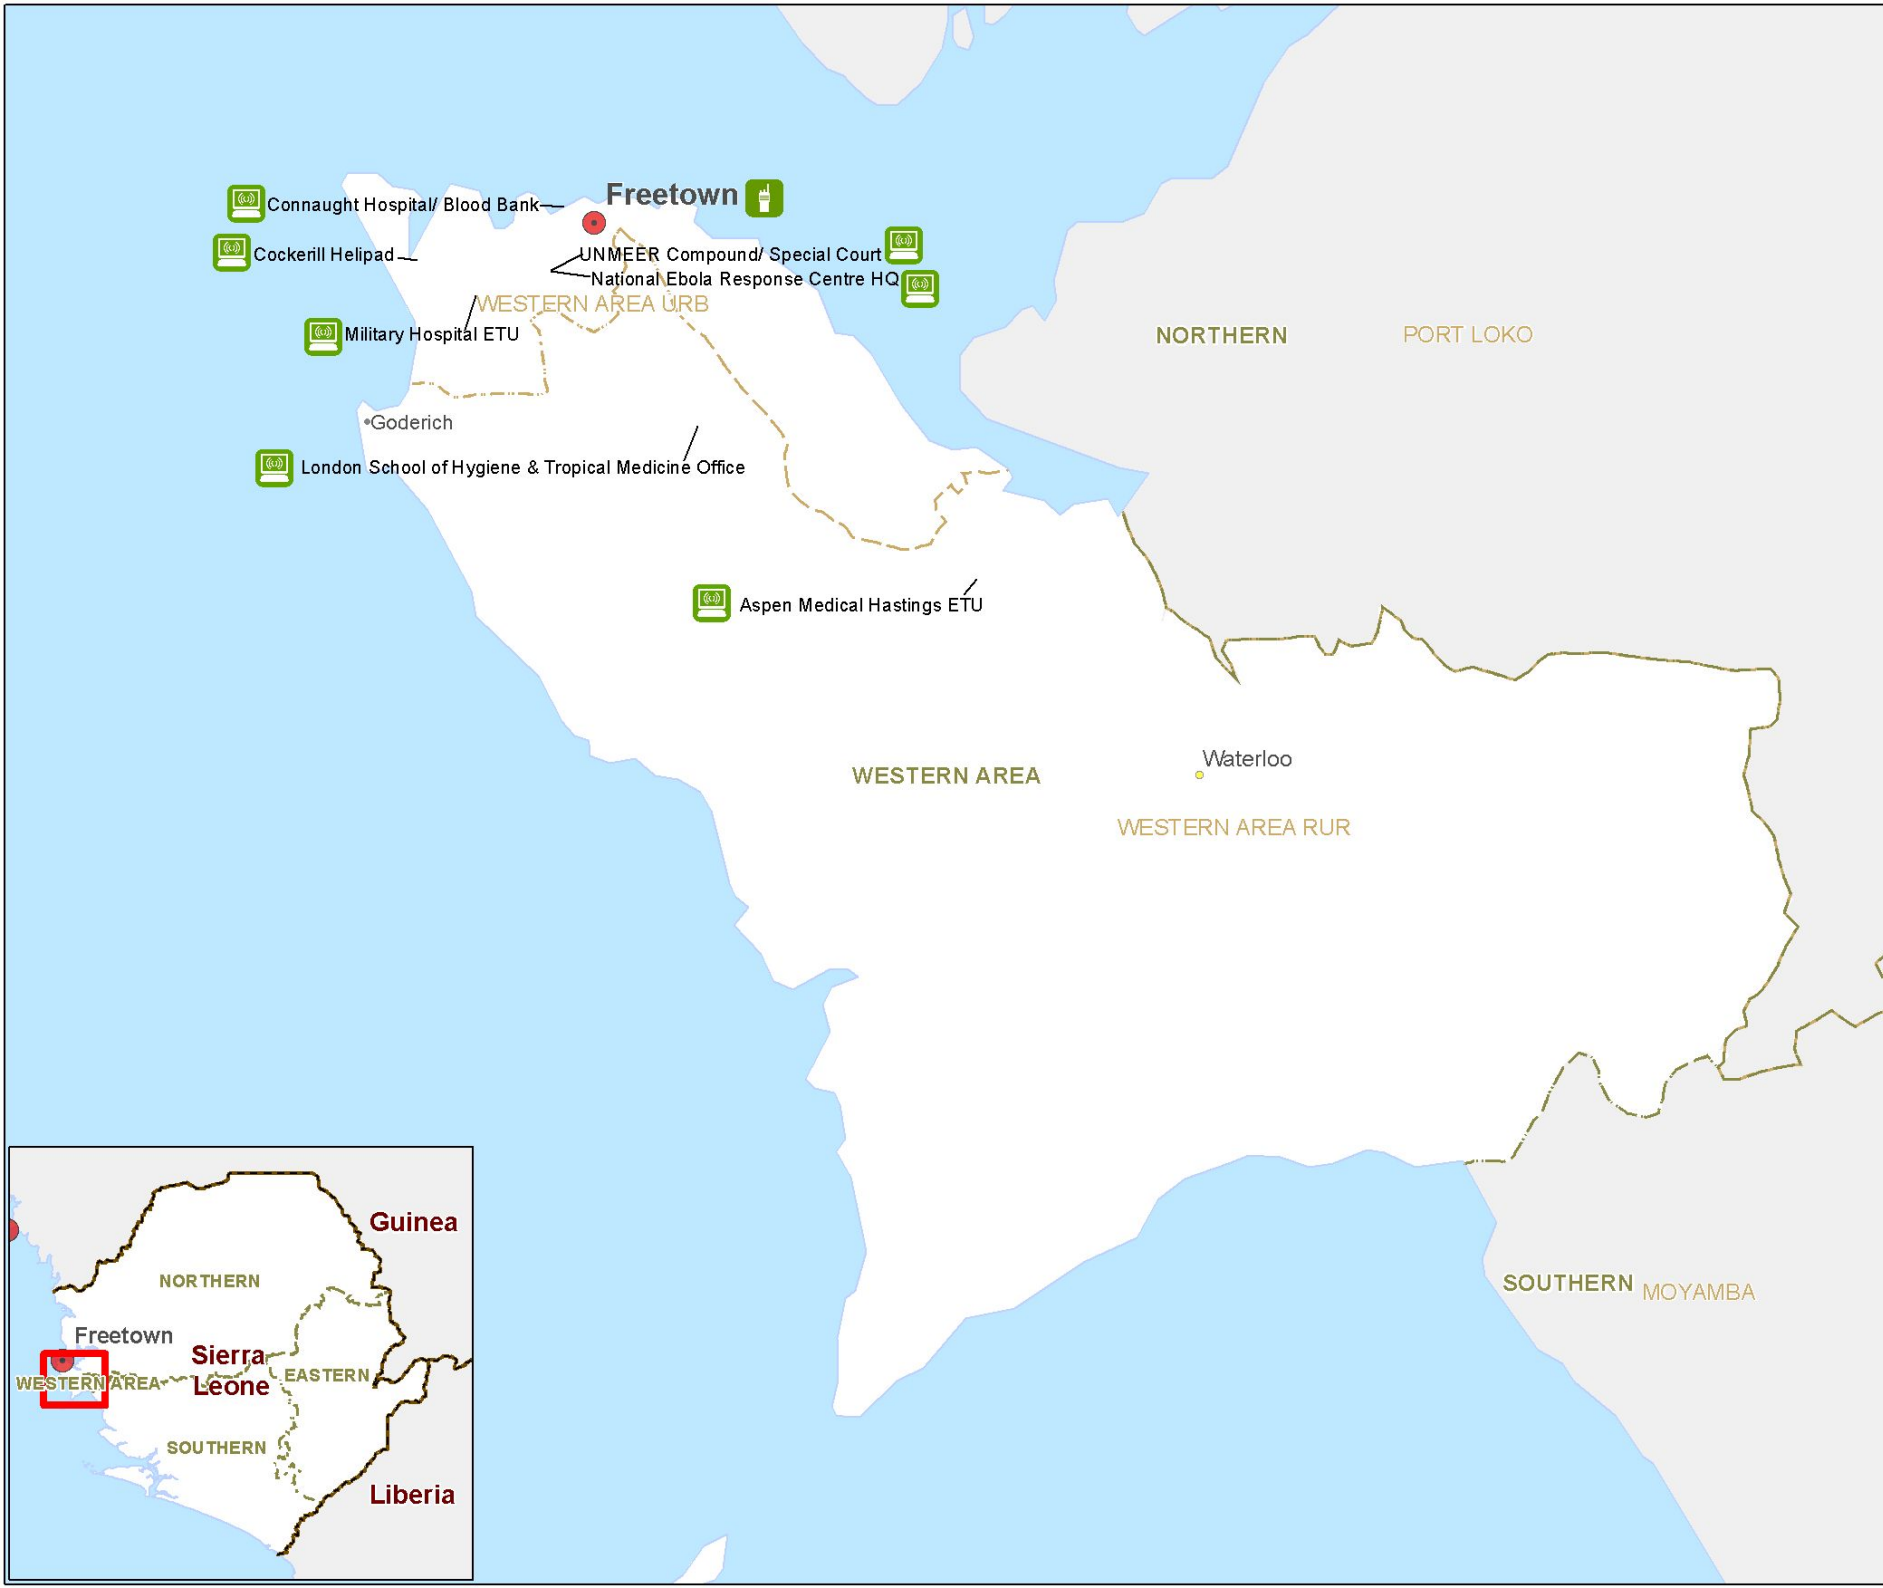 Freetown
Connaught Hospital/ Blood Bank
Cockerill Helipad
UNMEER Compound/ Special Court
National Ebola Response Centre HQ
WESTERN AREA URB
Military Hospital ETU
NORTHERN
PORT LOKO
Goderich
London School of Hygiene & Tropical Medicine Office
Aspen Medical Hastings ETU
Waterloo
WESTERN AREA
WESTERN AREA RUR
SOUTHERN
MOYAMBA
Guinea
NORTHERN
Freetown
Sierra
Leone
EASTERN
WESTERN AREA
SOUTHERN
Liberia